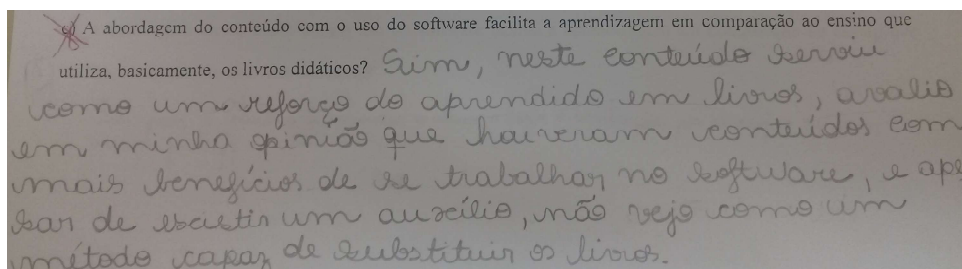 A abordagem do conteúdo com o uso do software facilita a aprendizagem em comparação ao ensino que
utiliza, basicamente, os livros didáticos? Sim, neste conteúdo serviu
como um reforço do aprendido em livros, avalio
em minha opinião que haiveram conteúdos com
mais benefícios de se trabalhar no software, e ape
sar de existir um auxílio, não vejo como um
método capaz de substituir os livros.